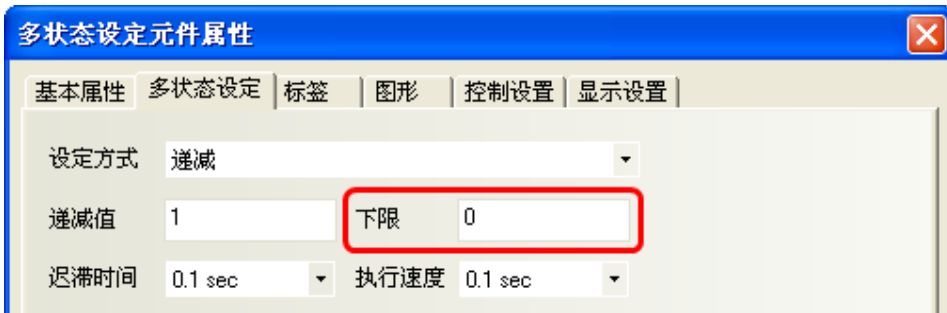 多状态设定元件属性
基本属性 多状态设定 标签 图形 控制设置 显示设置
设定方式 递减
递减值 1 下限 0
迟滞时间 0.1 sec 执行速度 0.1 sec